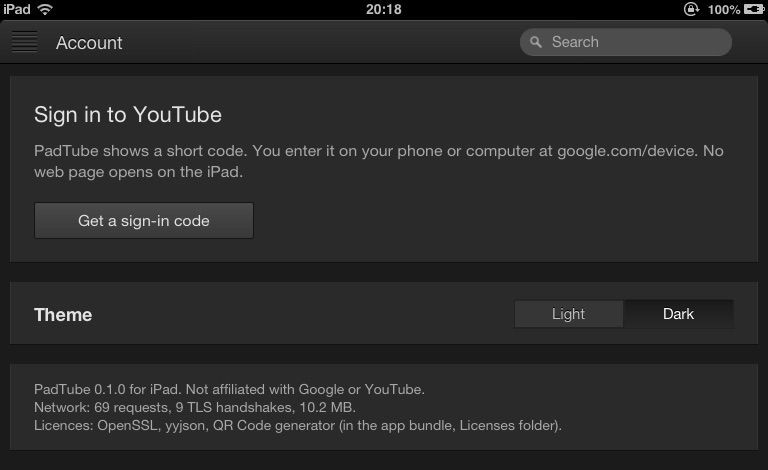 iPad 20:18 100%
Account Search
Sign in to YouTube
PadTube shows a short code. You enter it on your phone or computer at google.com/device. No
web page opens on the iPad.
Get a sign-in code
Theme Light Dark
PadTube 0.1.0 for iPad. Not affiliated with Google or YouTube.
Network: 69 requests, 9 TLS handshakes, 10.2 MB.
Licences: OpenSSL, yyjson, QR Code generator (in the app bundle, Licenses folder).